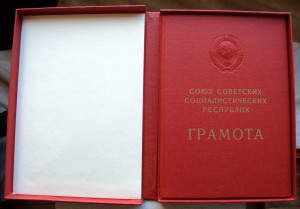 СОЮЗ СОВЕТСКИХ
СОЦИАЛИСТИЧЕСКИХ
РЕСПУБЛИК
ГРАМОТА